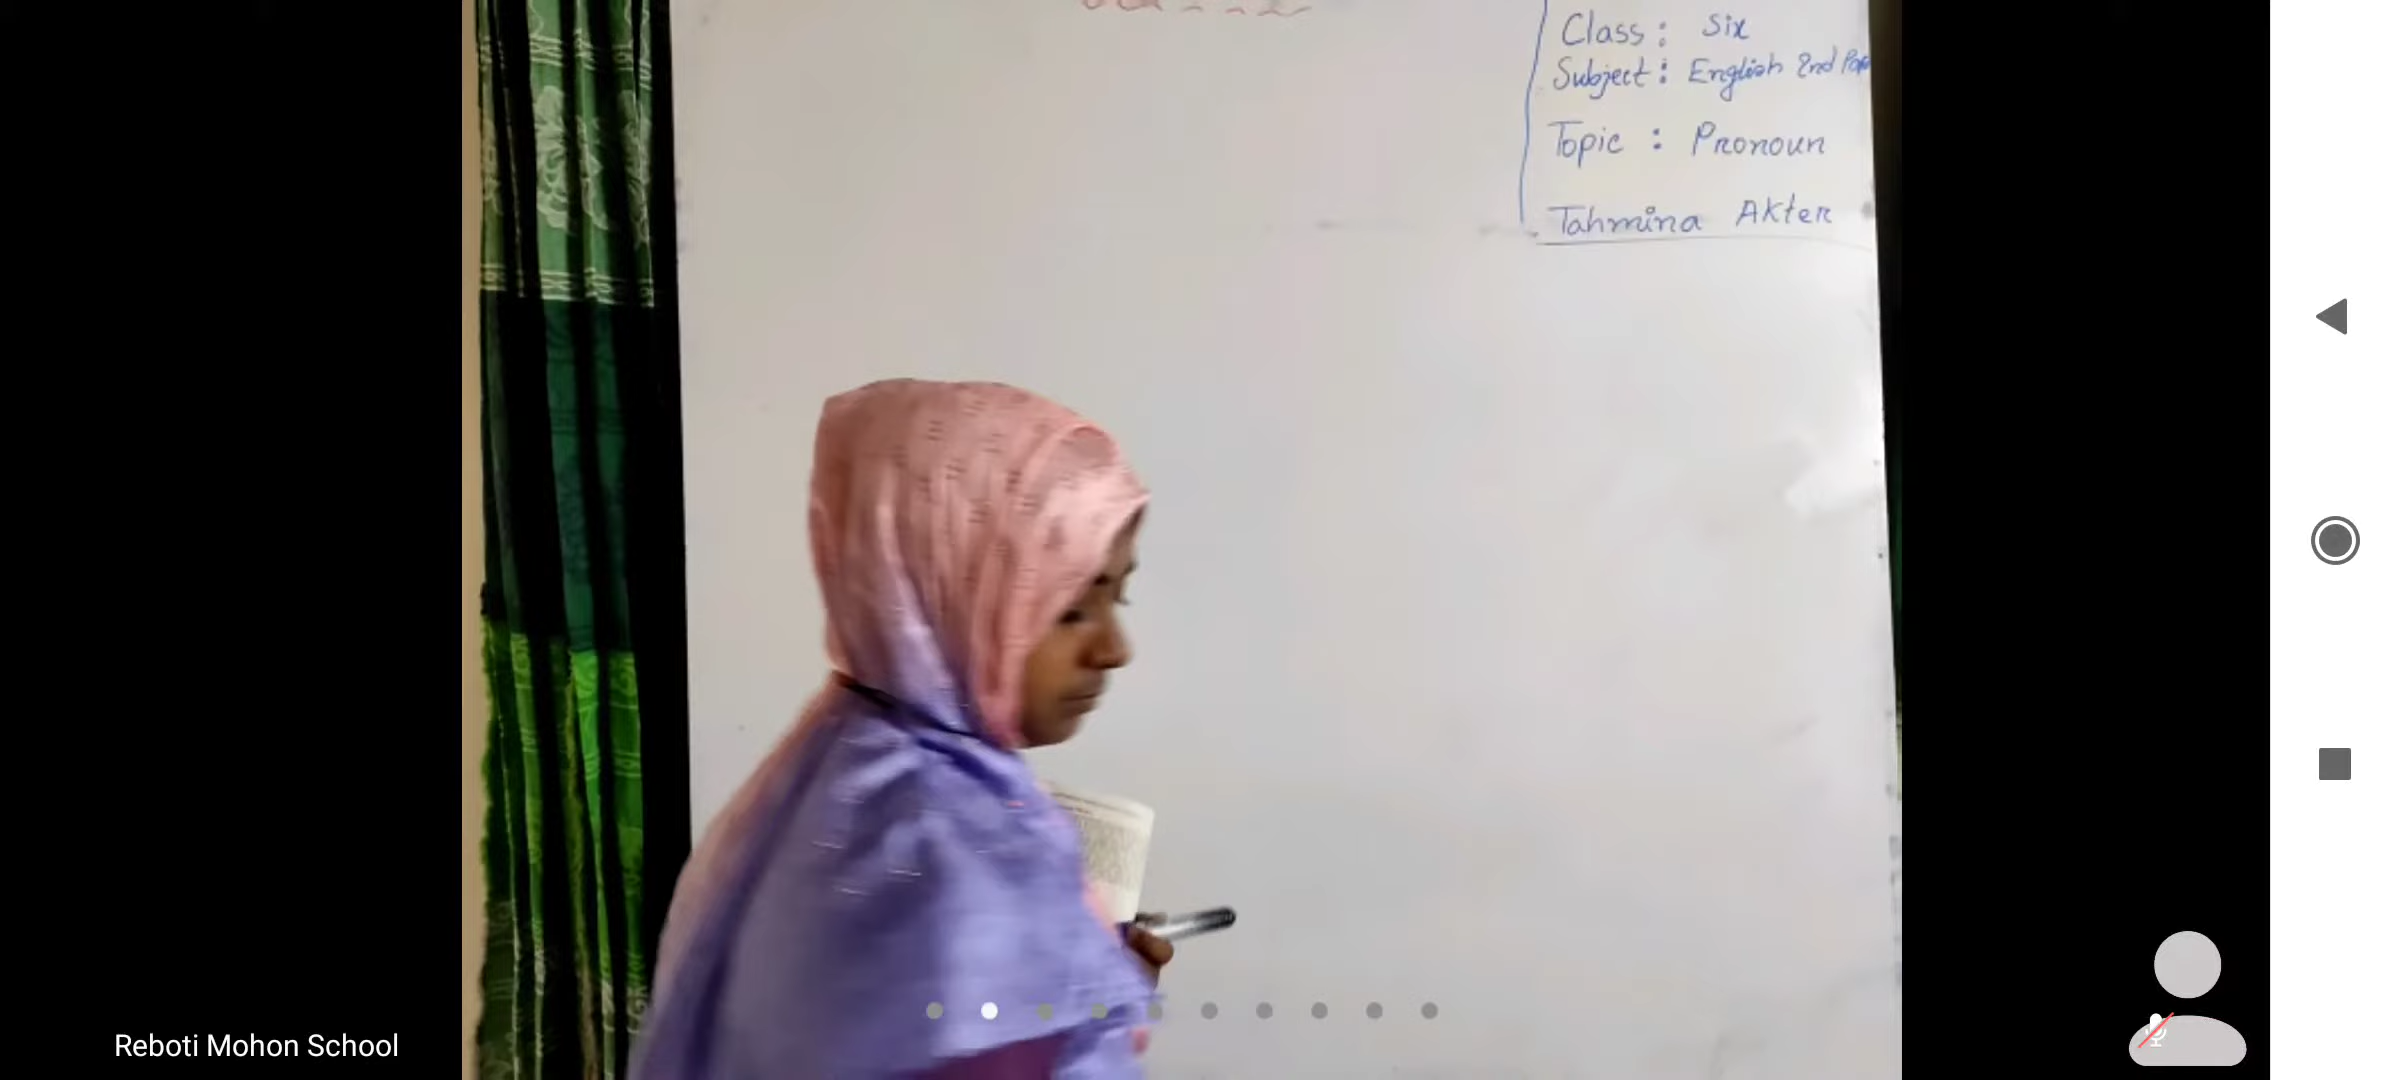 Class : Six
Subject : English 2nd
Topic : Pronoun
Tahmina Akter
Reboti Mohon School